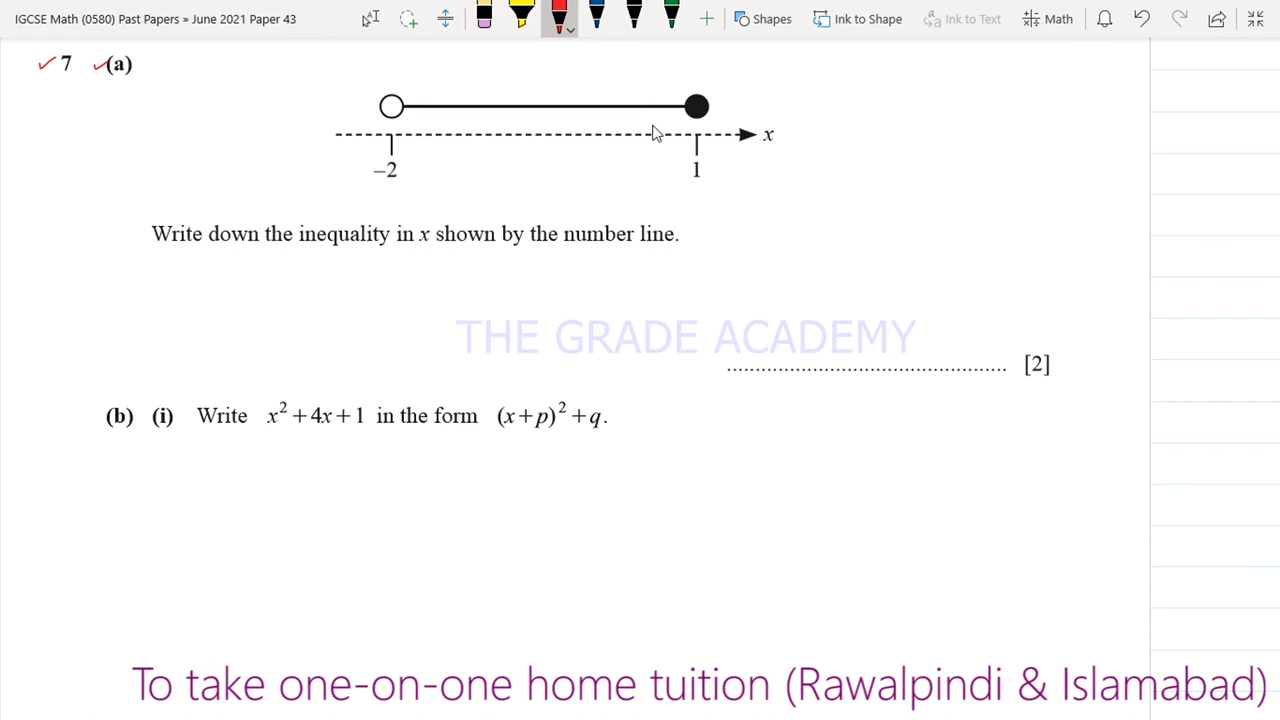 IGCSE Math (0580) Past Papers » June 2021 Paper 43
Shapes
Ink to Shape
Ink to Text
Math
7 (a)
x
–2 1
Write down the inequality in x shown by the number line.
THE GRADE ACADEMY
................................................. [2]
(b) (i) Write x² + 4x + 1 in the form (x + p)² + q.
To take one-on-one home tuition (Rawalpindi & Islamabad)